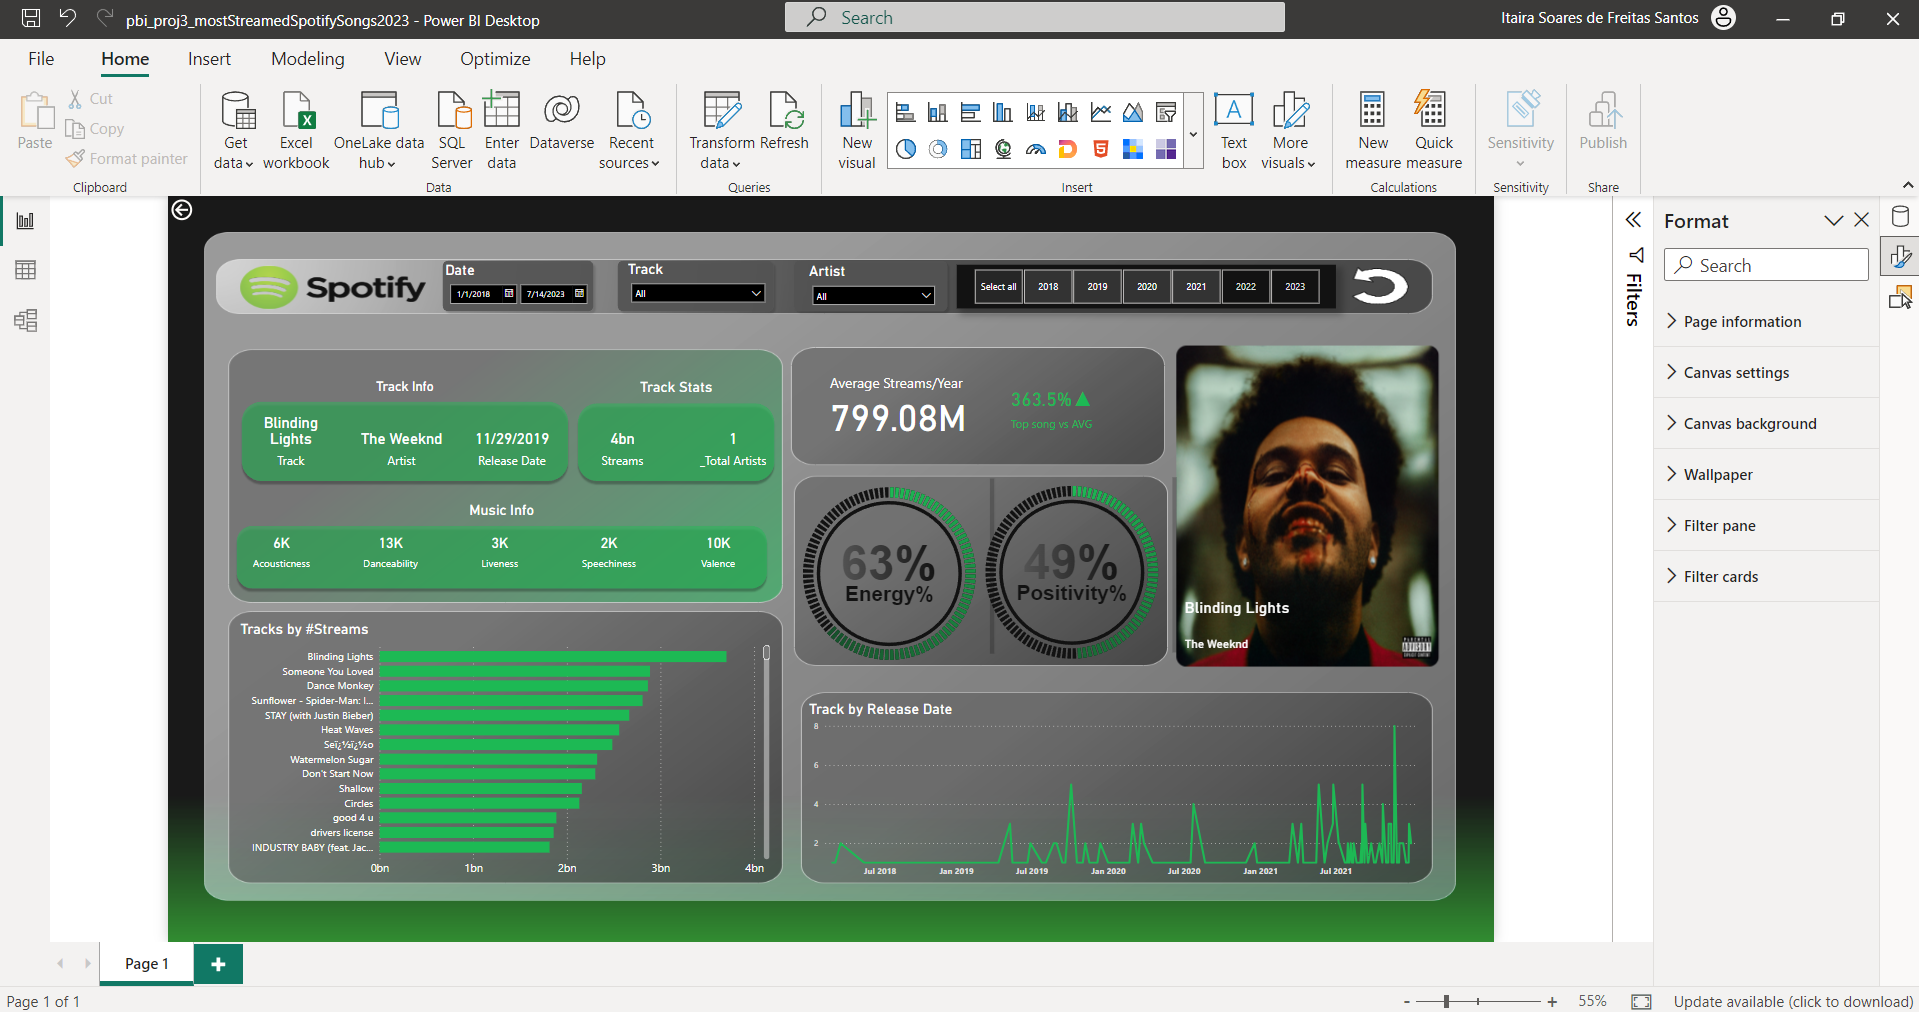 pbi_proj3_mostStreamedSpotifySongs2023 - Power BI Desktop
Search
Itaira Soares de Freitas Santos
File
Home
Insert
Modeling
View
Optimize
Help
Paste
Cut
Copy
Format painter
Clipboard
Get data
Excel workbook
OneLake data hub
SQL Server
Enter data
Dataverse
Recent sources
Data
Transform data
Refresh
Queries
New visual
A
Text box
More visuals
Insert
New measure
Quick measure
Calculations
Sensitivity
Sensitivity
Publish
Share
Spotify
Date
1/1/2018
7/14/2023
Track
All
Artist
All
Select all
2018
2019
2020
2021
2022
2023
Track Info
Blinding Lights
Track
The Weeknd
Artist
11/29/2019
Release Date
Track Stats
4bn
Streams
1
_Total Artists
Music Info
6K
Acousticness
13K
Danceability
3K
Liveness
2K
Speechiness
10K
Valence
Average Streams/Year
799.08M
363.5%▲
Top song vs AVG
63%
Energy%
49%
Positivity%
Blinding Lights
The Weeknd
PARENTAL
ADVISORY
EXPLICIT CONTENT
Tracks by #Streams
Blinding Lights
Someone You Loved
Dance Monkey
Sunflower - Spider-Man: I...
STAY (with Justin Bieber)
Heat Waves
Seï¿½ï¿½o
Watermelon Sugar
Don't Start Now
Shallow
Circles
good 4 u
drivers license
INDUSTRY BABY (feat. Jac...
0bn
1bn
2bn
3bn
4bn
Track by Release Date
8
6
4
2
Jul 2018
Jan 2019
Jul 2019
Jan 2020
Jul 2020
Jan 2021
Jul 2021
Filters
Format
Search
Page information
Canvas settings
Canvas background
Wallpaper
Filter pane
Filter cards
Page 1
Page 1 of 1
- + 55%
Update available (click to download)